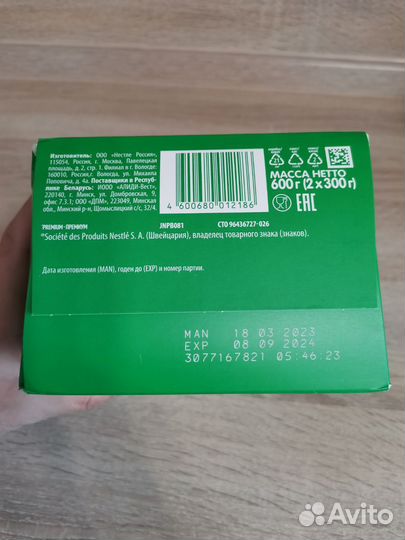 Изготовитель: ООО «Нестле Россия»,
115054, Россия, г. Москва, Павелецкая
площадь, д. 2, стр. 1. Филиал в г. Вологде:
160010, Россия, г. Вологда, ул. Михаила
Поповича, д. 4а. Поставщики в Респуб-
лике Беларусь: ИООО «АЛИДИ-Вест»,
220140, г. Минск, ул. Домбровская, 9,
офис 7.3.1; ООО «ДПМ», 223049, Минская
обл., Минский р-н, Щомыслицкий с/с, 32/4.
4 600680 012186
МАССА НЕТТО
600 г (2 x 300 г)
EAC
PREMIUM-ПРЕМИУМ JNPB081 СТО 96436727-026
*Société des Produits Nestlé S. A. (Швейцария), владелец товарного знака (знаков).
Дата изготовления (MAN), годен до (EXP) и номер партии.
MAN 18 03 2023
EXP 08 09 2024
3077167821 05:46:23
Avito